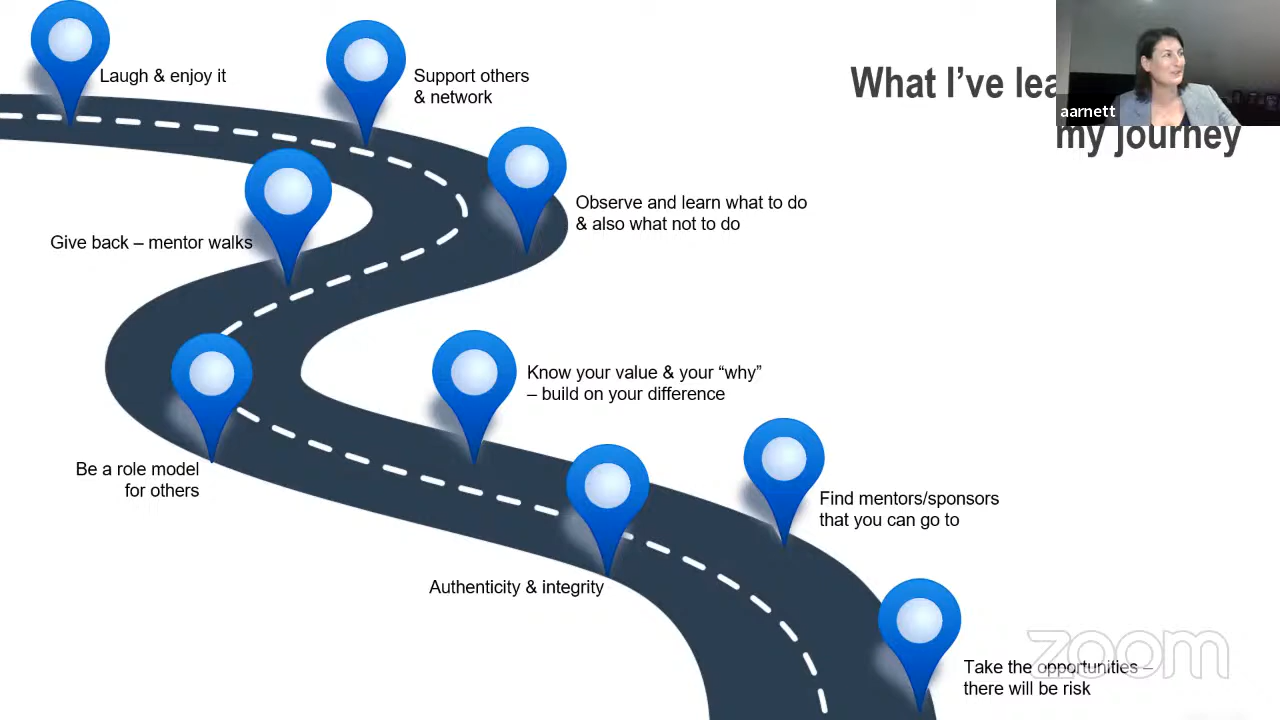 What I've
aarnett
my journey
Laugh & enjoy it
Support others
& network
Observe and learn what to do
& also what not to do
Give back – mentor walks
Know your value & your “why”
– build on your difference
Be a role model
for others
Find mentors/sponsors
that you can go to
Authenticity & integrity
Take the opportunities –
there will be risk
zoom